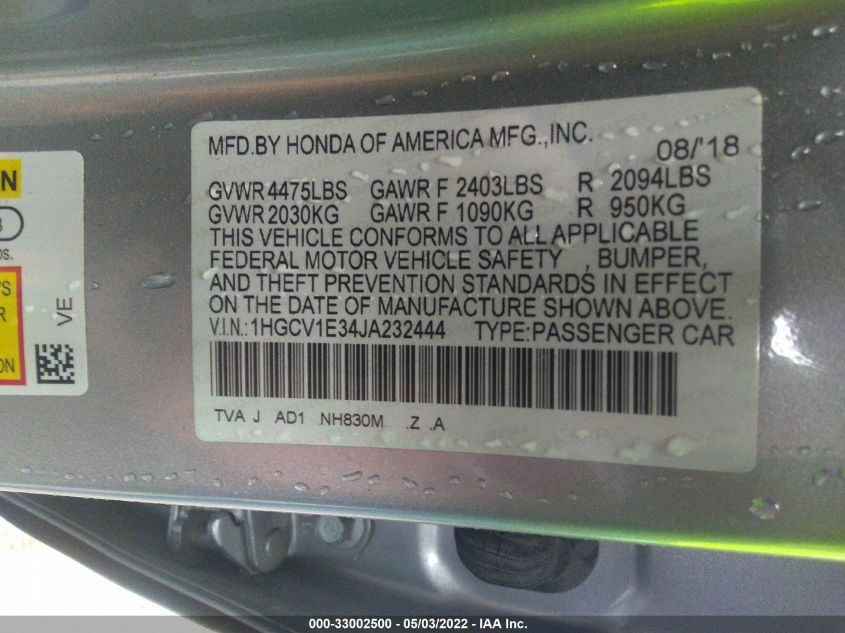 MFD.BY HONDA OF AMERICA MFG.,INC. 08/'18
GVWR 4475LBS GAWR F 2403LBS R 2094LBS
GVWR 2030KG GAWR F 1090KG R 950KG
THIS VEHICLE CONFORMS TO ALL APPLICABLE
FEDERAL MOTOR VEHICLE SAFETY , BUMPER,
AND THEFT PREVENTION STANDARDS IN EFFECT
ON THE DATE OF MANUFACTURE SHOWN ABOVE.
V.I.N.:1HGCV1E34JA232444 TYPE:PASSENGER CAR
TVA J AD1 NH830M .Z .A
VE
000-33002500 - 05/03/2022 - IAA Inc.